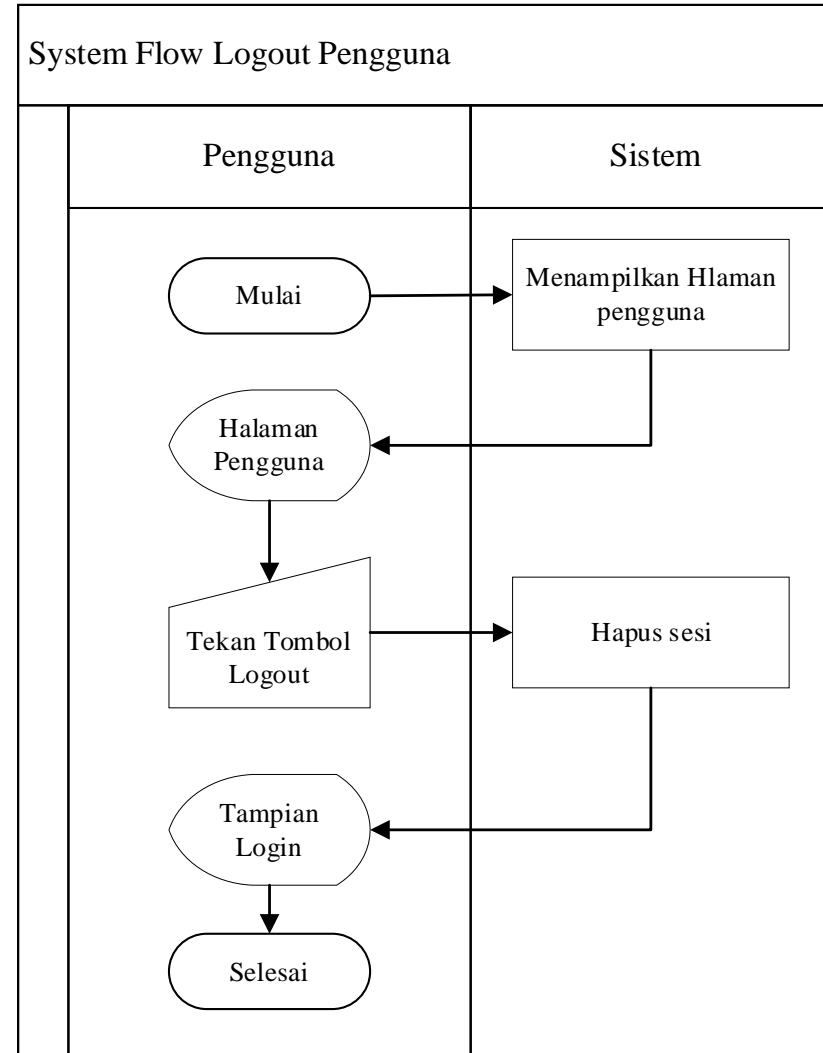 System Flow Logout Pengguna
Pengguna
Sistem
Mulai
Menampilkan Hlaman
pengguna
Halaman
Pengguna
Tekan Tombol
Logout
Hapus sesi
Tampian
Login
Selesai